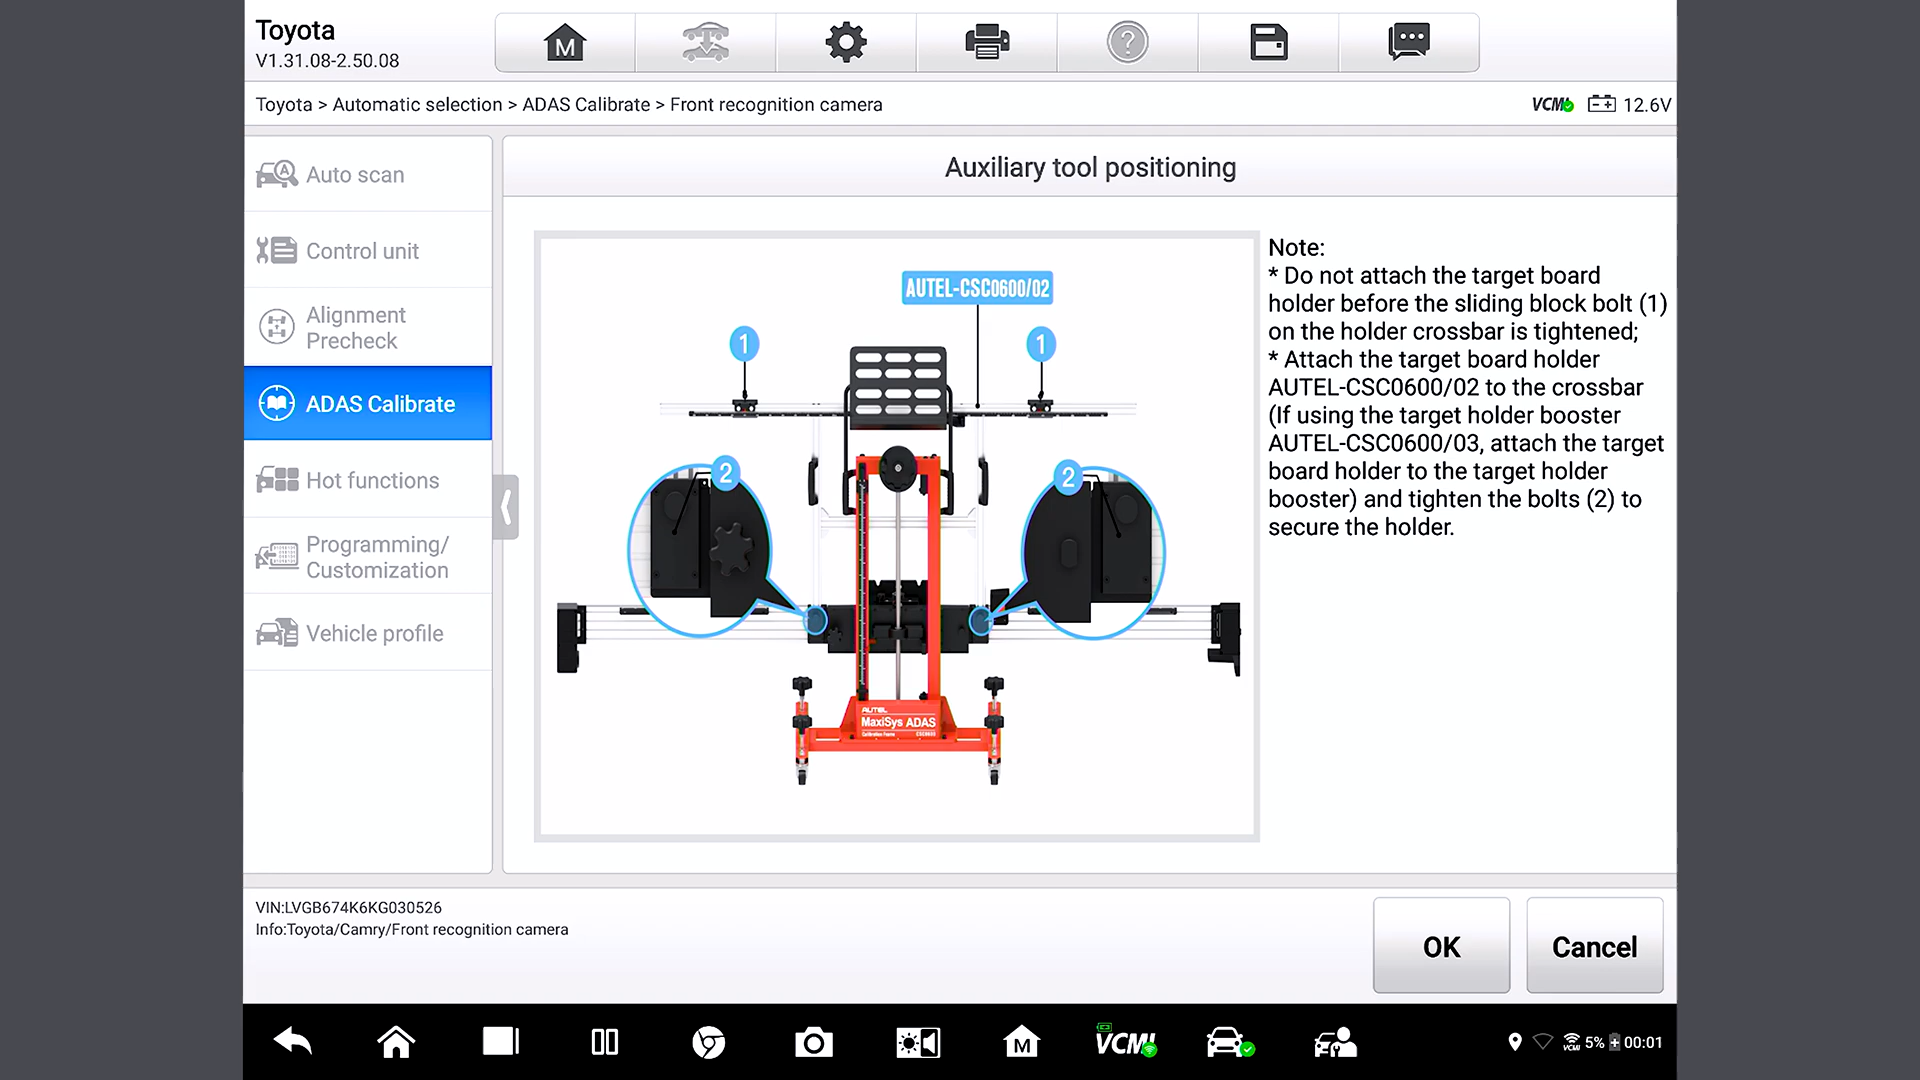 Toyota
V1.31.08-2.50.08
M
Toyota > Automatic selection > ADAS Calibrate > Front recognition camera
VCMI
12.6V
Auto scan
Control unit
Alignment
Precheck
ADAS Calibrate
Hot functions
Programming/
Customization
Vehicle profile
Auxiliary tool positioning
AUTEL-CSC0600/02
1
1
2
2
AUTEL
MaxiSys ADAS
Calibration Frame CSC0600
Note:
* Do not attach the target board
holder before the sliding block bolt (1)
on the holder crossbar is tightened;
* Attach the target board holder
AUTEL-CSC0600/02 to the crossbar
(If using the target holder booster
AUTEL-CSC0600/03, attach the target
board holder to the target holder
booster) and tighten the bolts (2) to
secure the holder.
VIN:LVGB674K6KG030526
Info:Toyota/Camry/Front recognition camera
OK
Cancel
M
VCMI
VCMI
5%
00:01